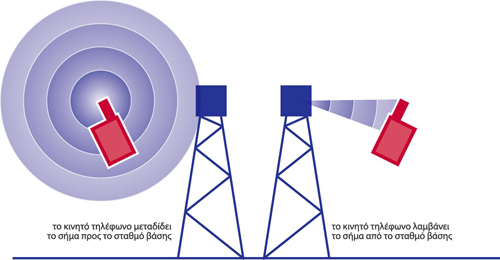 το κινητό τηλέφωνο μεταδίδει
το σήμα προς το σταθμό βάσης
το κινητό τηλέφωνο λαμβάνει
το σήμα από το σταθμό βάσης